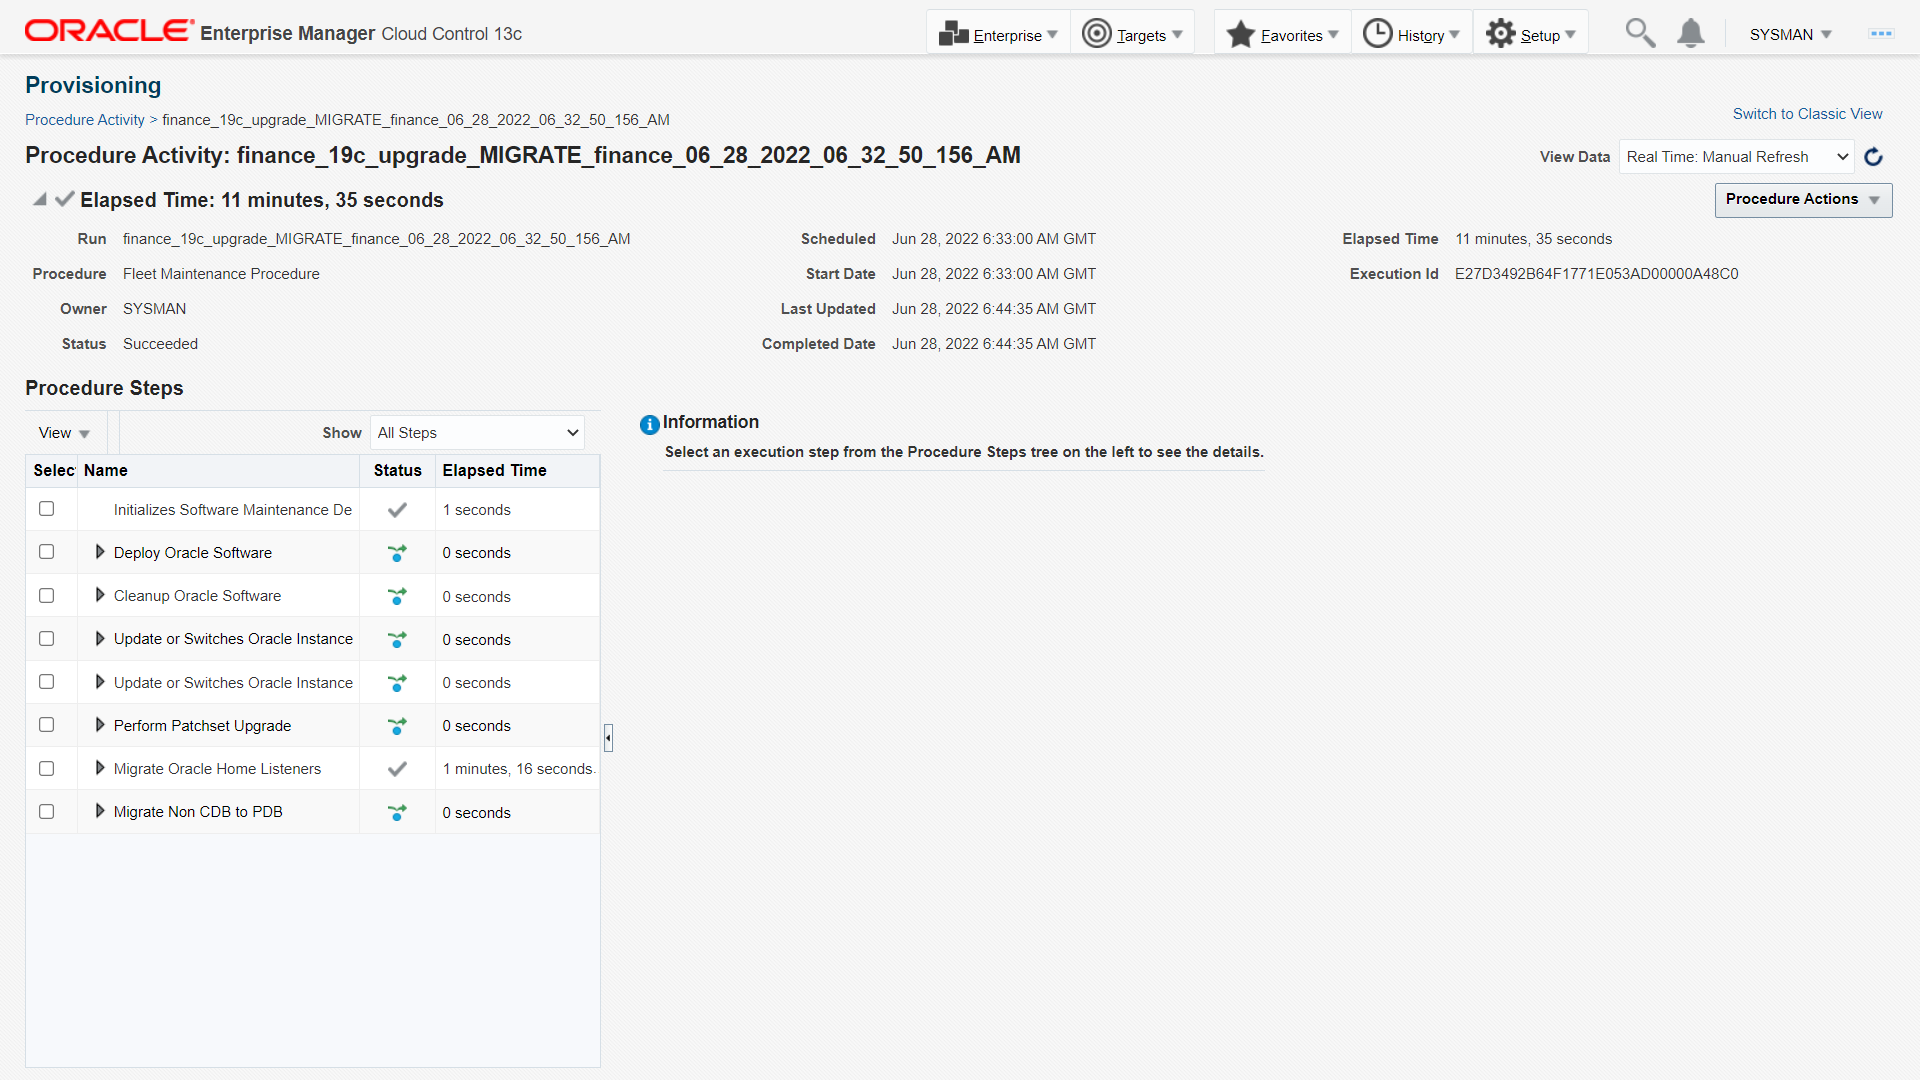 ORACLE Enterprise Manager Cloud Control 13c
Enterprise
Targets
Favorites
History
Setup
SYSMAN
Provisioning
Procedure Activity > finance_19c_upgrade_MIGRATE_finance_06_28_2022_06_32_50_156_AM
Switch to Classic View
Procedure Activity: finance_19c_upgrade_MIGRATE_finance_06_28_2022_06_32_50_156_AM
View Data Real Time: Manual Refresh
Elapsed Time: 11 minutes, 35 seconds
Procedure Actions
Run finance_19c_upgrade_MIGRATE_finance_06_28_2022_06_32_50_156_AM
Procedure Fleet Maintenance Procedure
Owner SYSMAN
Status Succeeded
Scheduled Jun 28, 2022 6:33:00 AM GMT
Start Date Jun 28, 2022 6:33:00 AM GMT
Last Updated Jun 28, 2022 6:44:35 AM GMT
Completed Date Jun 28, 2022 6:44:35 AM GMT
Elapsed Time 11 minutes, 35 seconds
Execution Id E27D3492B64F1771E053AD00000A48C0
Procedure Steps
View Show All Steps
Selec Name Status Elapsed Time
Initializes Software Maintenance De 1 seconds
Deploy Oracle Software 0 seconds
Cleanup Oracle Software 0 seconds
Update or Switches Oracle Instance 0 seconds
Update or Switches Oracle Instance 0 seconds
Perform Patchset Upgrade 0 seconds
Migrate Oracle Home Listeners 1 minutes, 16 seconds.
Migrate Non CDB to PDB 0 seconds
Information
Select an execution step from the Procedure Steps tree on the left to see the details.